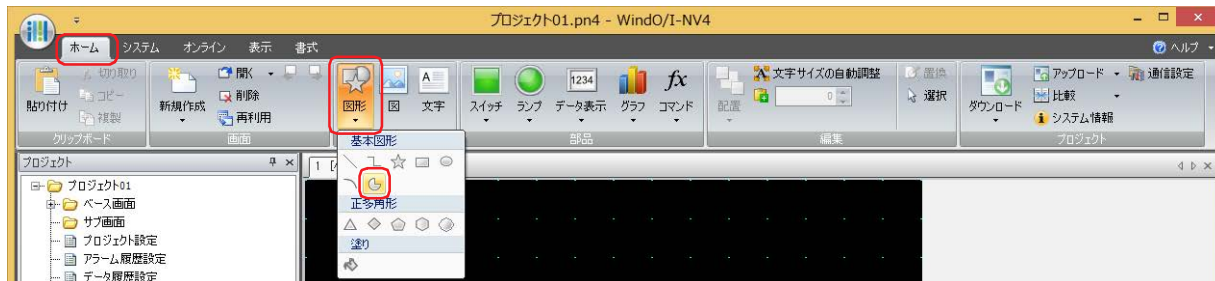 プロジェクト01.pn4 - WindO/I-NV4
ホーム システム オンライン 表示 書式 ヘルプ
貼り付け 切り取り コピー 複製
クリップボード
新規作成 開く 削除 再利用
画面
図形 図 A 文字
スイッチ ランプ 1234 データ表示 グラフ fx コマンド
部品
配置 文字サイズの自動調整 0 置換 選択
編集
ダウンロード アップロード 比較 システム情報 通信設定
プロジェクト
基本図形
正多角形
塗り
プロジェクト
プロジェクト01
ベース画面
サブ画面
プロジェクト設定
アラーム履歴設定
データ履歴設定